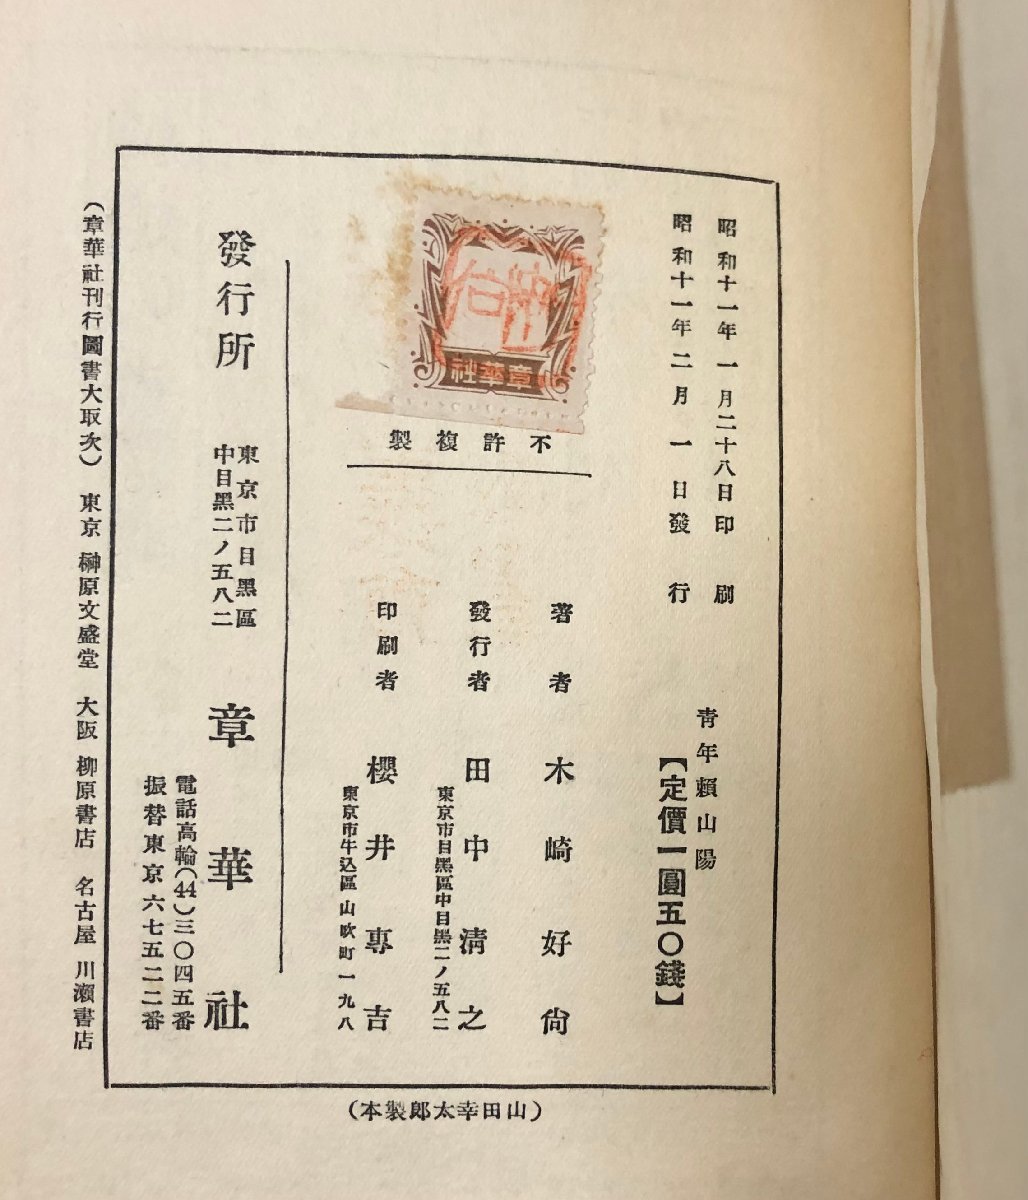 昭和十一年一月二十八日印刷
昭和十一年二月一日發行
青年賴山陽
【定價一圓五〇錢】
章華社
不許複製
著者 木崎好尙
發行者 田中淸之
東京市目黑區中目黑二ノ五八二
印刷者 櫻井專吉
東京市牛込區山吹町一九八
發行所
東京市目黑區
中目黑二ノ五八二
章華社
電話高輪(44)三〇四五番
振替東京六七五二二番
(章華社刊行圖書大取次) 東京 榊原文盛堂 大阪 柳原書店 名古屋 川瀨書店
(山田幸太郎製本)